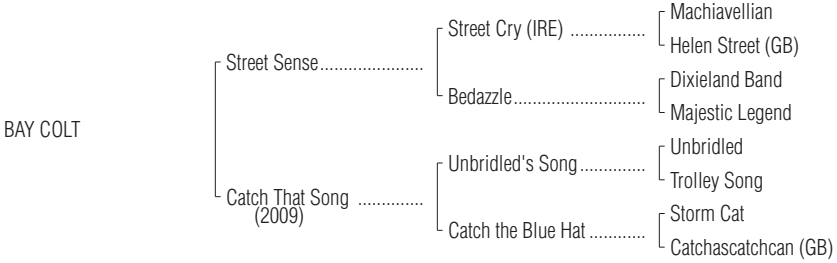 Machiavellian
Street Cry (IRE) ................
Helen Street (GB)
Street Sense......................
Dixieland Band
Bedazzle............................
Majestic Legend
BAY COLT
Unbridled
Unbridled's Song..............
Trolley Song
Catch That Song ..............
(2009)
Storm Cat
Catch the Blue Hat ............
Catchascatchcan (GB)